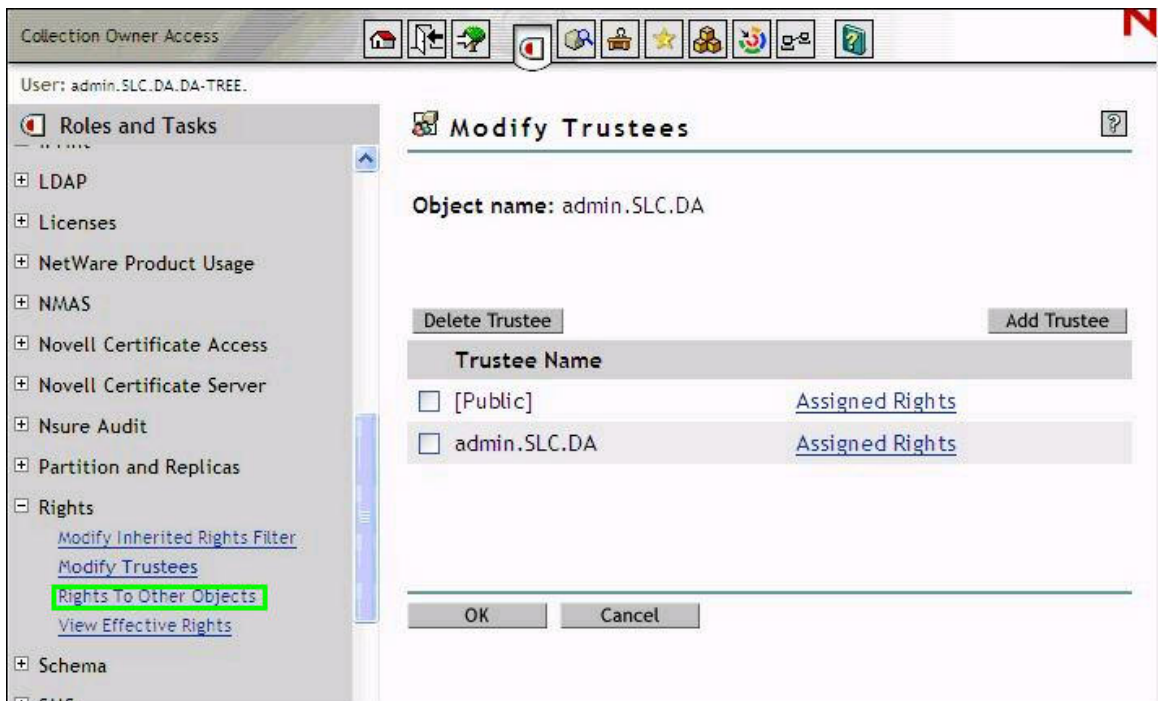 Collection Owner Access
N
User: admin.SLC.DA.DA-TREE.
Roles and Tasks
LDAP
Licenses
NetWare Product Usage
NMAS
Novell Certificate Access
Novell Certificate Server
Nsure Audit
Partition and Replicas
Rights
Modify Inherited Rights Filter
Modify Trustees
Rights To Other Objects
View Effective Rights
Schema
Modify Trustees
?
Object name: admin.SLC.DA
Delete Trustee Add Trustee
Trustee Name
[Public] Assigned Rights
admin.SLC.DA Assigned Rights
OK Cancel